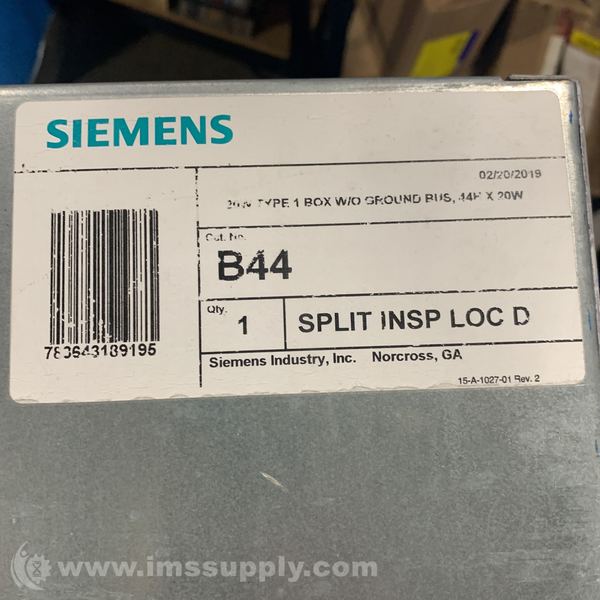 SIEMENS
02/20/2019
TYPE 1 BOX W/O GROUND BUS, 44H X 20W
Cat. No.
B44
Qty.
1
SPLIT INSP LOC D
783643189195
Siemens Industry, Inc. Norcross, GA
15-A-1027-01 Rev. 2
www.imssupply.com